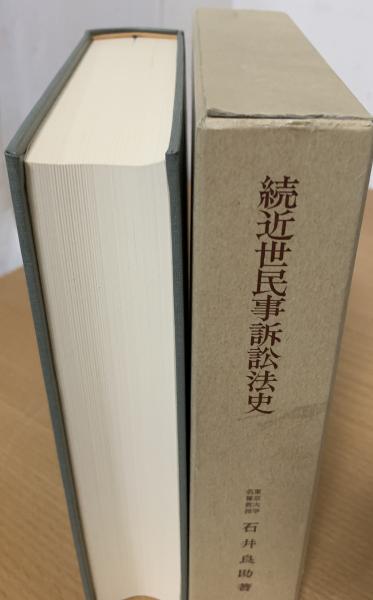 続近世民事訴訟法史
東京大学
名誉教授
石井良助著